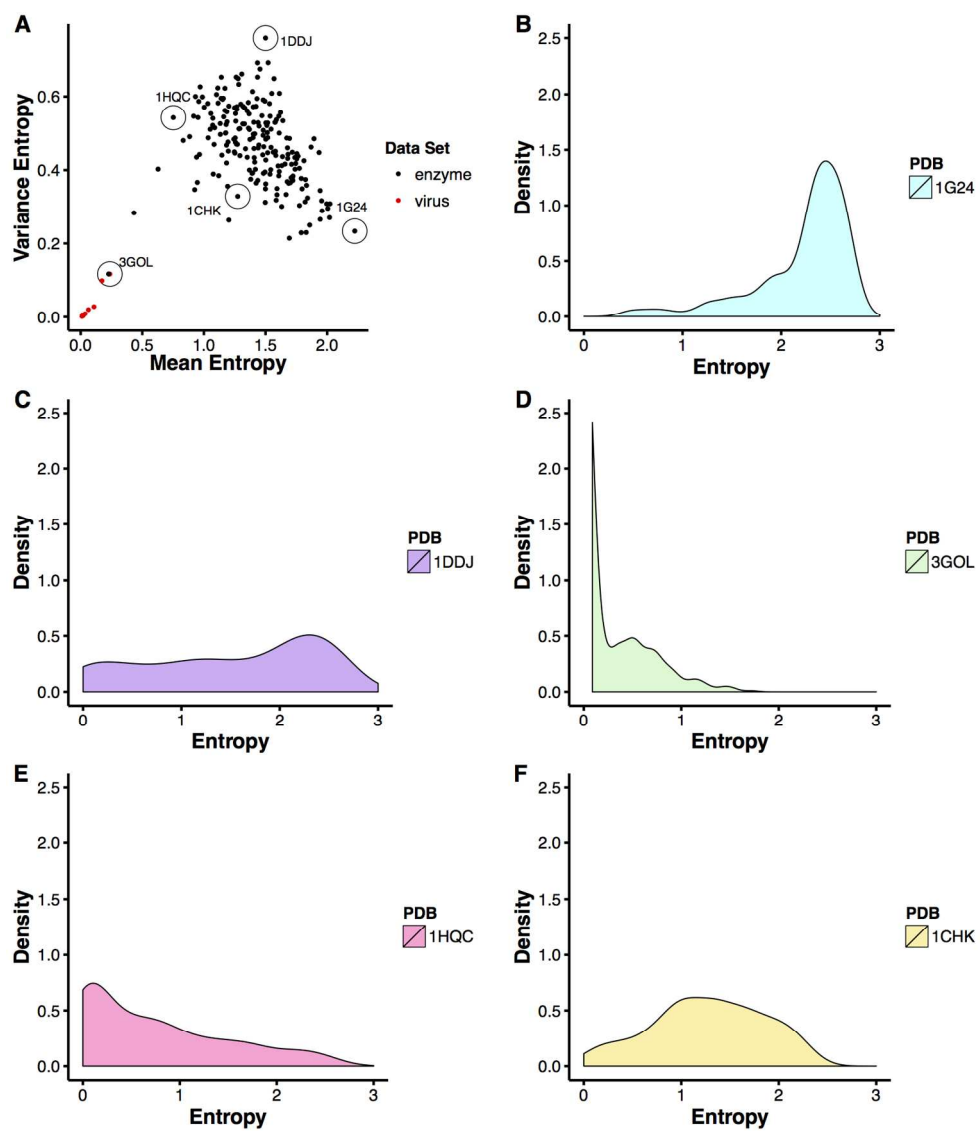 A
Variance Entropy
0.6
0.4
0.2
0.0
1DDJ
1HQC
1CHK
1G24
3GOL
0.0 0.5 1.0 1.5 2.0
Mean Entropy
Data Set
enzyme
virus
B
Density
2.5
2.0
1.5
1.0
0.5
0.0
0 1 2 3
Entropy
PDB
1G24
C
Density
2.5
2.0
1.5
1.0
0.5
0.0
0 1 2 3
Entropy
PDB
1DDJ
D
Density
2.5
2.0
1.5
1.0
0.5
0.0
0 1 2 3
Entropy
PDB
3GOL
E
Density
2.5
2.0
1.5
1.0
0.5
0.0
0 1 2 3
Entropy
PDB
1HQC
F
Density
2.5
2.0
1.5
1.0
0.5
0.0
0 1 2 3
Entropy
PDB
1CHK